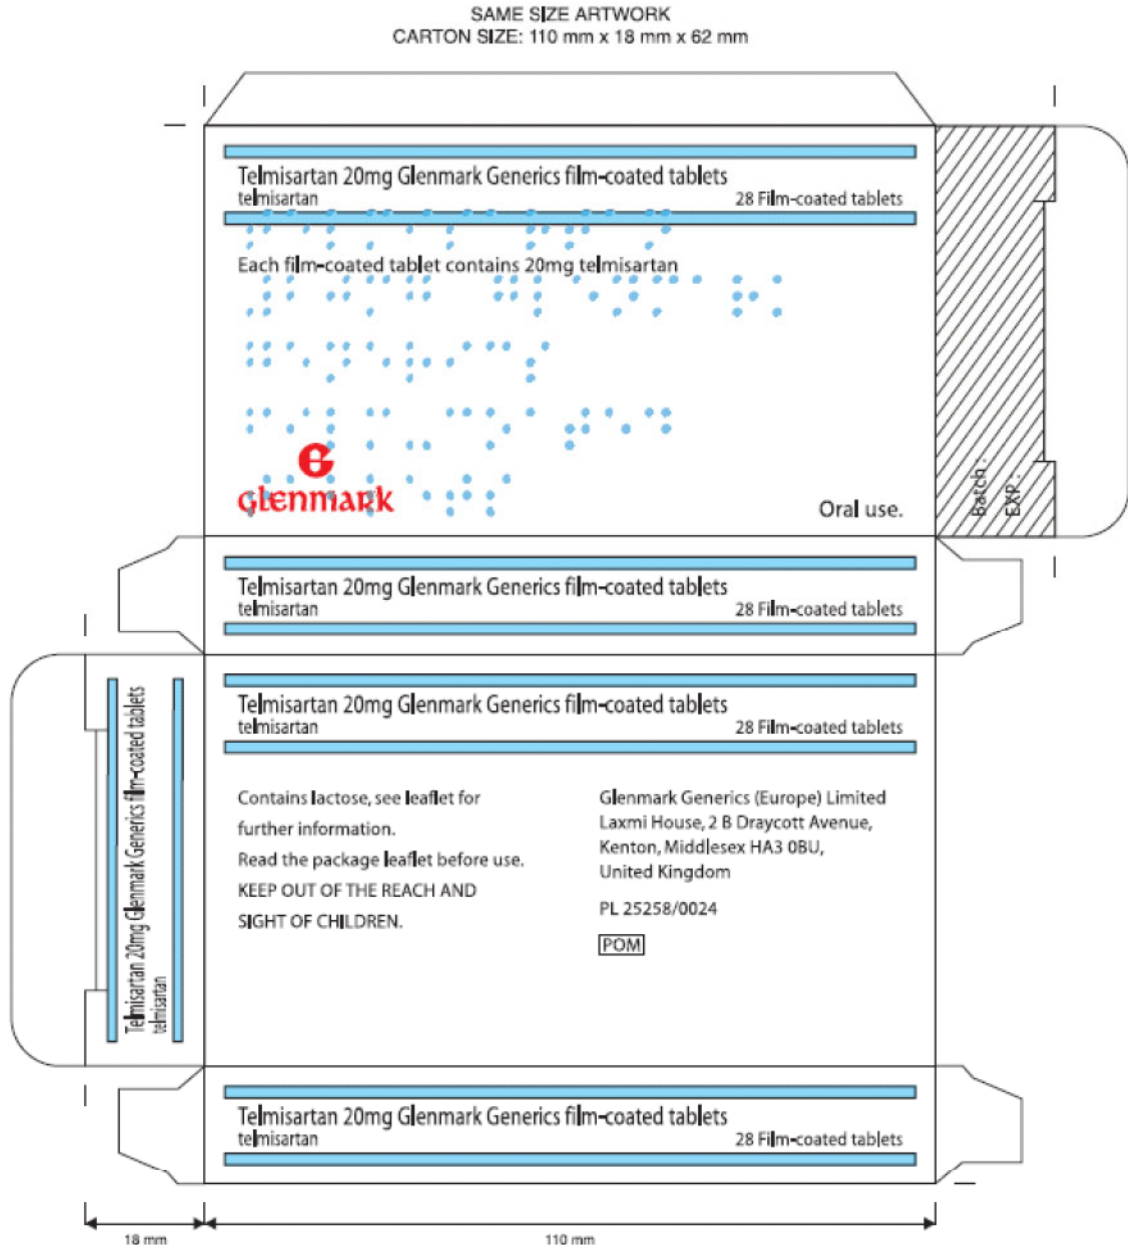 SAME SIZE ARTWORK
CARTON SIZE: 110 mm x 18 mm x 62 mm
Telmisartan 20mg Glenmark Generics film-coated tablets
telmisartan 28 Film-coated tablets
Each film-coated tablet contains 20mg telmisartan
GLENMARK
Oral use.
Batch :
EXP :
Telmisartan 20mg Glenmark Generics film-coated tablets
telmisartan 28 Film-coated tablets
Telmisartan 20mg Glenmark Generics film-coated tablets
telmisartan
Telmisartan 20mg Glenmark Generics film-coated tablets
telmisartan 28 Film-coated tablets
Contains lactose, see leaflet for
further information.
Read the package leaflet before use.
KEEP OUT OF THE REACH AND
SIGHT OF CHILDREN.
Glenmark Generics (Europe) Limited
Laxmi House, 2 B Draycott Avenue,
Kenton, Middlesex HA3 0BU,
United Kingdom
PL 25258/0024
POM
Telmisartan 20mg Glenmark Generics film-coated tablets
telmisartan 28 Film-coated tablets
18 mm
110 mm